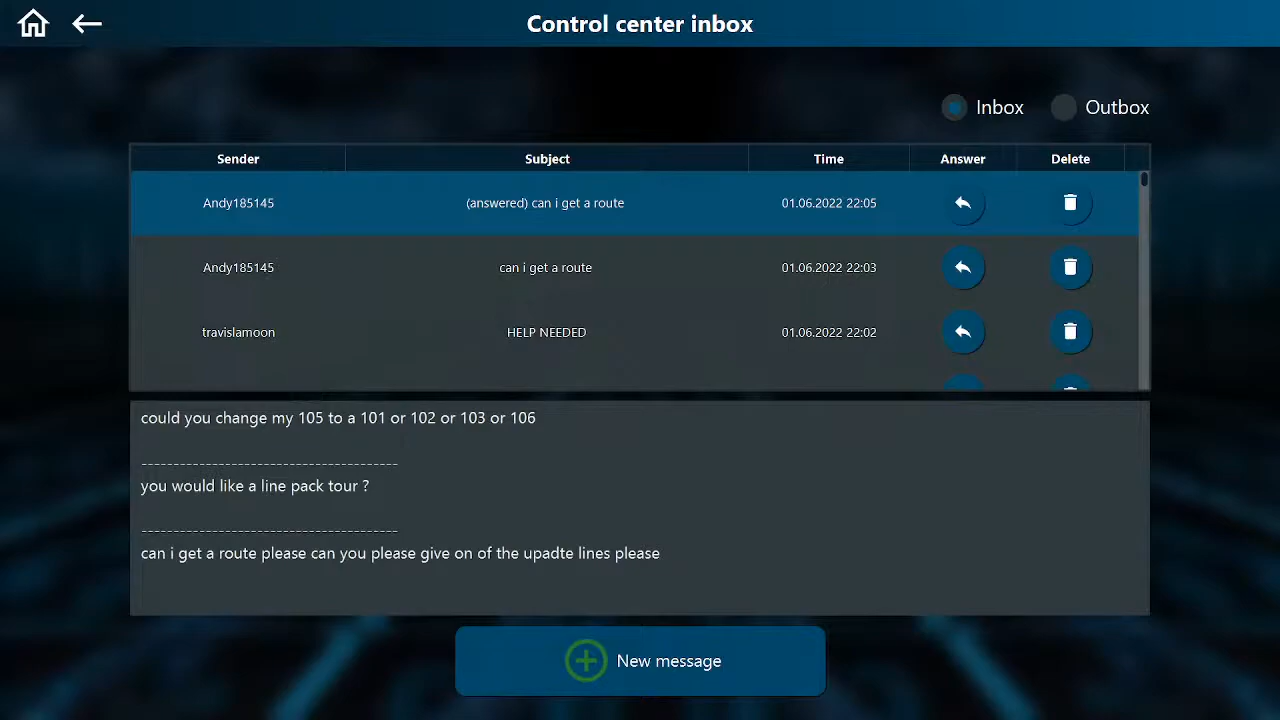 Control center inbox
Inbox Outbox
Sender Subject Time Answer Delete
Andy185145 (answered) can i get a route 01.06.2022 22:05
Andy185145 can i get a route 01.06.2022 22:03
travislamoon HELP NEEDED 01.06.2022 22:02
could you change my 105 to a 101 or 102 or 103 or 106
----------------------------------------
you would like a line pack tour ?
----------------------------------------
can i get a route please can you please give on of the upadte lines please
New message